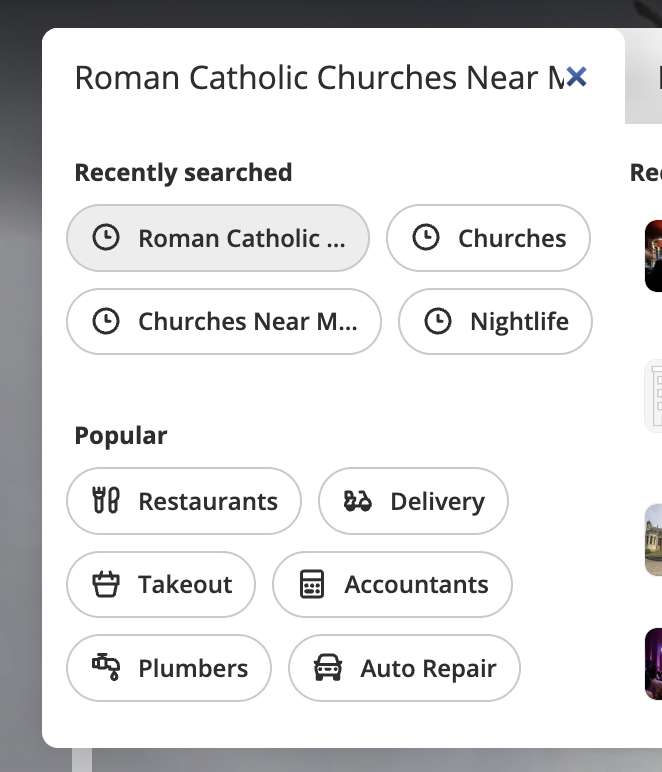 Roman Catholic Churches Near
Recently searched
Roman Catholic ...
Churches
Churches Near M...
Nightlife
Popular
Restaurants
Delivery
Takeout
Accountants
Plumbers
Auto Repair